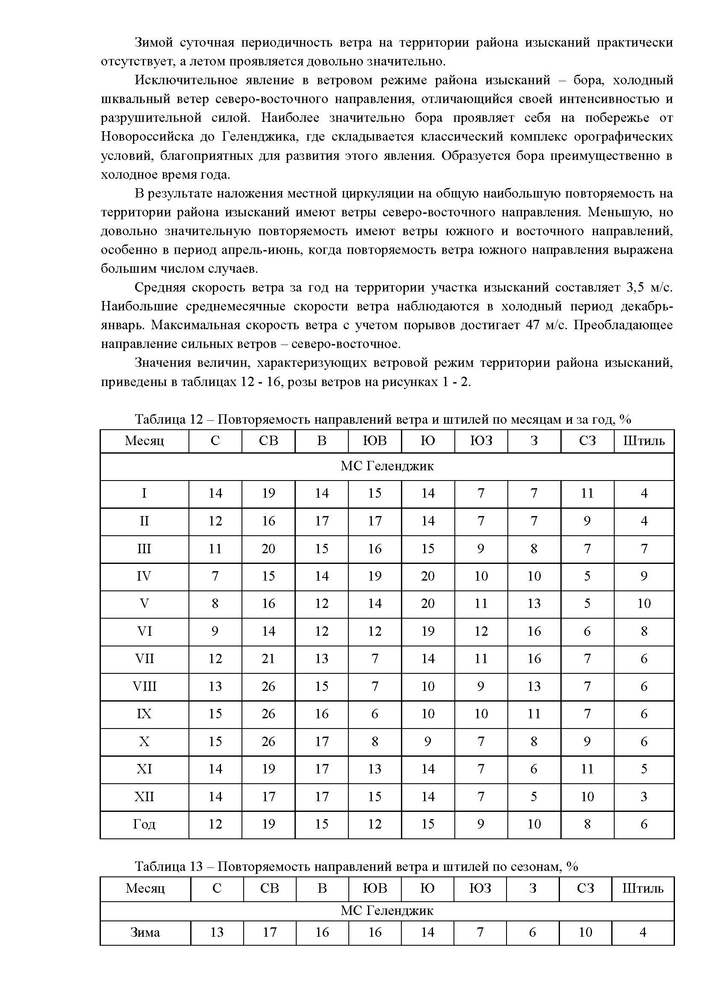 Зимой суточная периодичность ветра на территории района изысканий практически
отсутствует, а летом проявляется довольно значительно.
Исключительное явление в ветровом режиме района изысканий – бора, холодный
шквальный ветер северо-восточного направления, отличающийся своей интенсивностью и
разрушительной силой. Наиболее значительно бора проявляет себя на побережье от
Новороссийска до Геленджика, где складывается классический комплекс орографических
условий, благоприятных для развития этого явления. Образуется бора преимущественно в
холодное время года.
В результате наложения местной циркуляции на общую наибольшую повторяемость на
территории района изысканий имеют ветры северо-восточного направления. Меньшую, но
довольно значительную повторяемость имеют ветры южного и восточного направлений,
особенно в период апрель-июнь, когда повторяемость ветра южного направления выражена
большим числом случаев.
Средняя скорость ветра за год на территории участка изысканий составляет 3,5 м/с.
Наибольшие среднемесячные скорости ветра наблюдаются в холодный период декабрь-
январь. Максимальная скорость ветра с учетом порывов достигает 47 м/с. Преобладающее
направление сильных ветров – северо-восточное.
Значения величин, характеризующих ветровой режим территории района изысканий,
приведены в таблицах 12 - 16, розы ветров на рисунках 1 - 2.
Таблица 12 – Повторяемость направлений ветра и штилей по месяцам и за год, %
Месяц С СВ В ЮВ Ю ЮЗ З СЗ Штиль
МС Геленджик
I 14 19 14 15 14 7 7 11 4
II 12 16 17 17 14 7 7 9 4
III 11 20 15 16 15 9 8 7 7
IV 7 15 14 19 20 10 10 5 9
V 8 16 12 14 20 11 13 5 10
VI 9 14 12 12 19 12 16 6 8
VII 12 21 13 7 14 11 16 7 6
VIII 13 26 15 7 10 9 13 7 6
IX 15 26 16 6 10 10 11 7 6
X 15 26 17 8 9 7 8 9 6
XI 14 19 17 13 14 7 6 11 5
XII 14 17 17 15 14 7 5 10 3
Год 12 19 15 12 15 9 10 8 6
Таблица 13 – Повторяемость направлений ветра и штилей по сезонам, %
Месяц С СВ В ЮВ Ю ЮЗ З СЗ Штиль
МС Геленджик
Зима 13 17 16 16 14 7 6 10 4